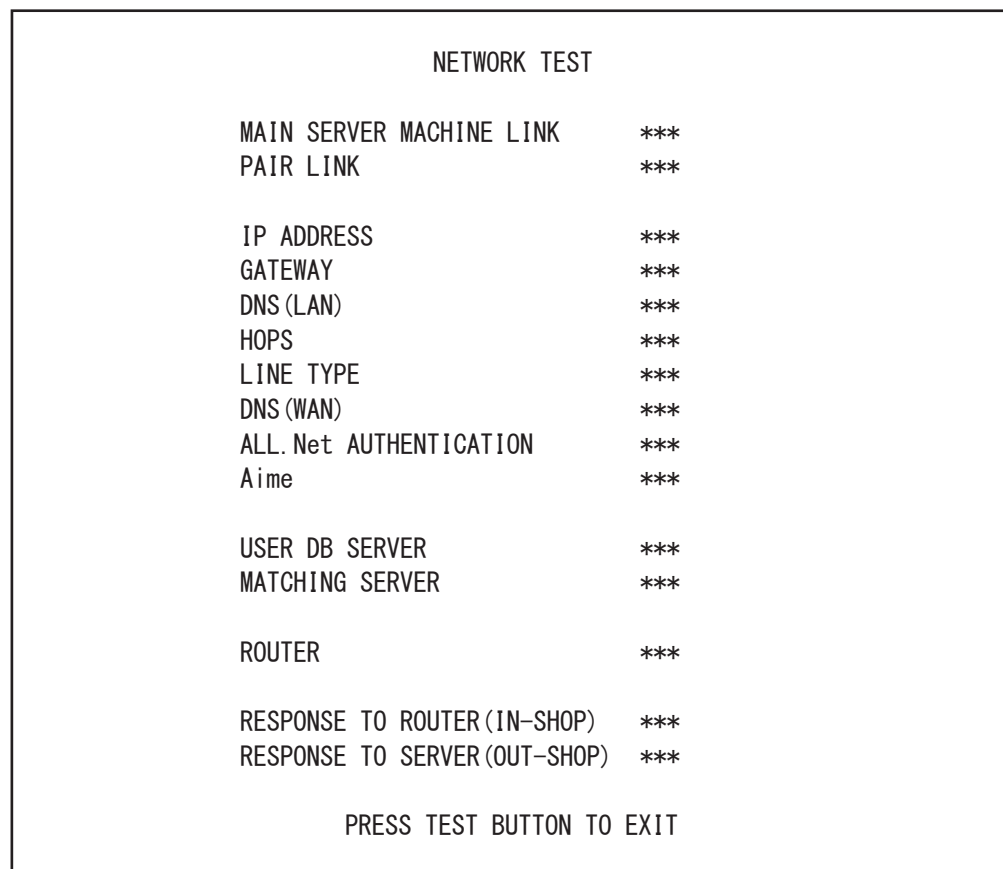 NETWORK TEST
MAIN SERVER MACHINE LINK ***
PAIR LINK ***
IP ADDRESS ***
GATEWAY ***
DNS(LAN) ***
HOPS ***
LINE TYPE ***
DNS(WAN) ***
ALL.Net AUTHENTICATION ***
Aime ***
USER DB SERVER ***
MATCHING SERVER ***
ROUTER ***
RESPONSE TO ROUTER(IN-SHOP) ***
RESPONSE TO SERVER(OUT-SHOP) ***
PRESS TEST BUTTON TO EXIT